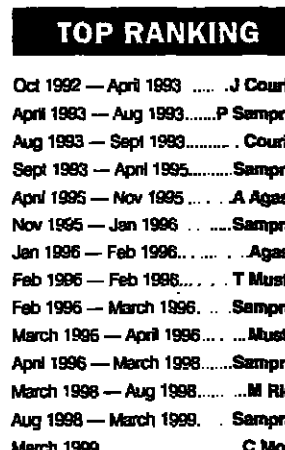 TOP RANKING
Oct 1992 — April 1993 ..... .J Couri
April 1993 — Aug 1993.......P Sampr
Aug 1993 — Sept 1993.......... . Couri
Sept 1993 — April 1995..........Sampr
April 1995 — Nov 1995 ... . .A Agas
Nov 1995 — Jan 1996 . . .....Sampr
Jan 1996 — Feb 1996... .... . .Agas
Feb 1996 — Feb 1996... . . T Must
Feb 1996 — March 1996. .. .Sampr
March 1996 — April 1996... ...Must
April 1996 — March 1998......Sampr
March 1998 — Aug 1998..... ...M Ri
Aug 1998 — March 1999. . Sampr
March 1999 C Mo